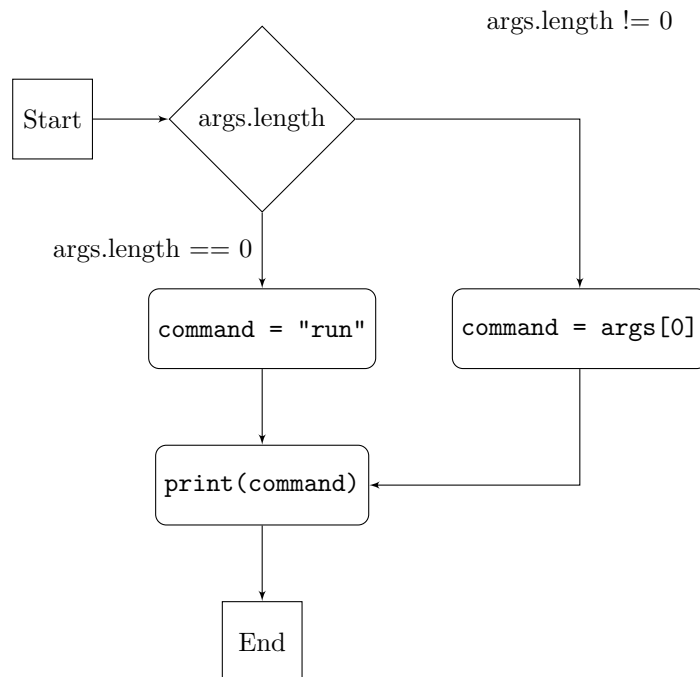 args.length != 0
Start
args.length
args.length == 0
command = "run"
command = args[0]
print(command)
End